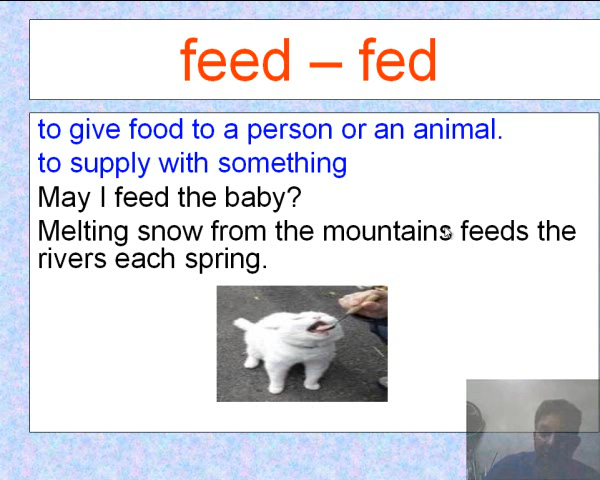 feed – fed
to give food to a person or an animal.
to supply with something
May I feed the baby?
Melting snow from the mountains feeds the
rivers each spring.